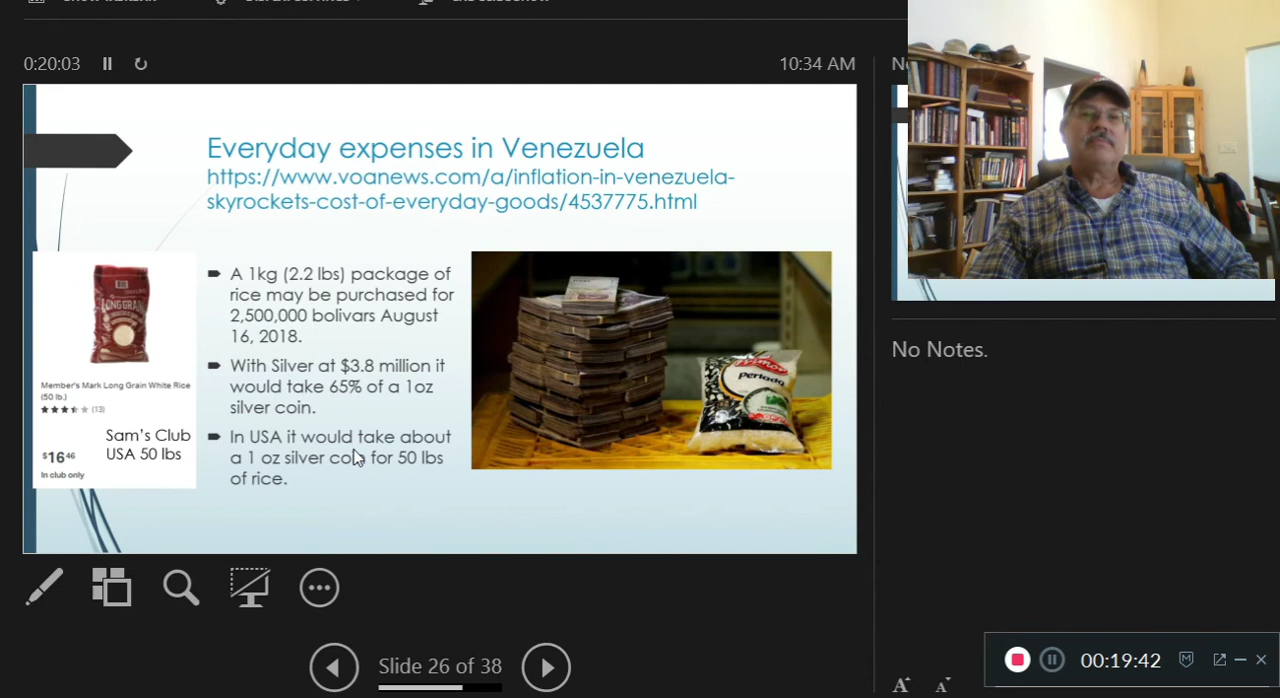 0:20:03
10:34 AM
Everyday expenses in Venezuela
https://www.voanews.com/a/inflation-in-venezuela-
skyrockets-cost-of-everyday-goods/4537775.html
LONG GRAIN
Member's Mark Long Grain White Rice
(50 lb.)
(13)
Sam's Club
USA 50 lbs
$16 46
In club only
A 1kg (2.2 lbs) package of
rice may be purchased for
2,500,000 bolivars August
16, 2018.
With Silver at $3.8 million it
would take 65% of a 1oz
silver coin.
In USA it would take about
a 1 oz silver coin for 50 lbs
of rice.
Perlado
No Notes.
Slide 26 of 38
00:19:42
A A